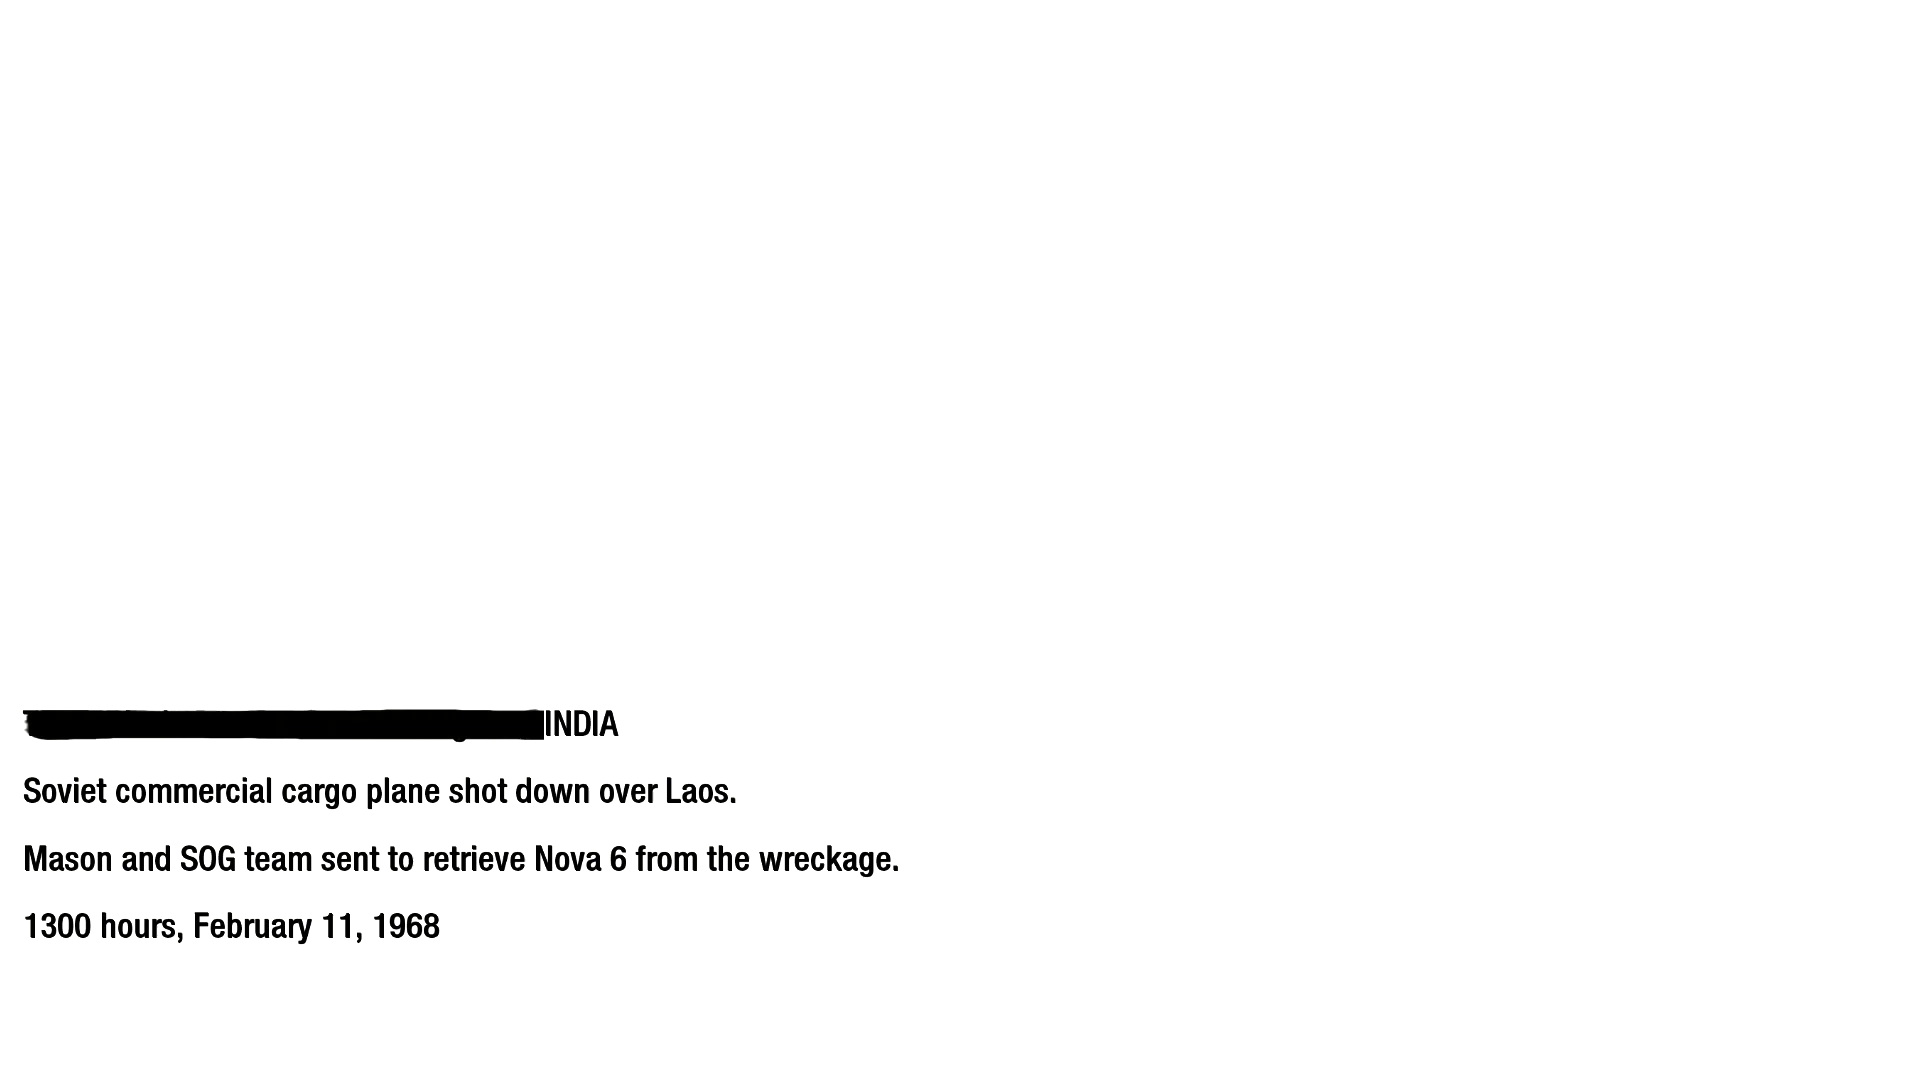 INDIA
Soviet commercial cargo plane shot down over Laos.
Mason and SOG team sent to retrieve Nova 6 from the wreckage.
1300 hours, February 11, 1968